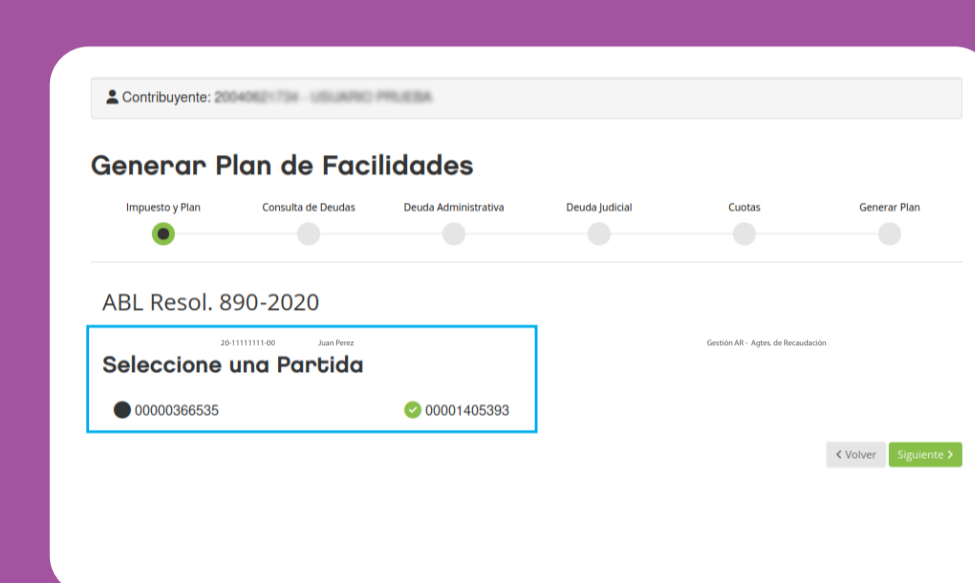 Contribuyente:
Generar Plan de Facilidades
Impuesto y Plan Consulta de Deudas Deuda Administrativa Deuda Judicial Cuotas Generar Plan
ABL Resol. 890-2020
20-11111111-00 Juan Perez Gestión AR - Agtes. de Recaudación
Seleccione una Partida
00000366535 00001405393
Volver Siguiente